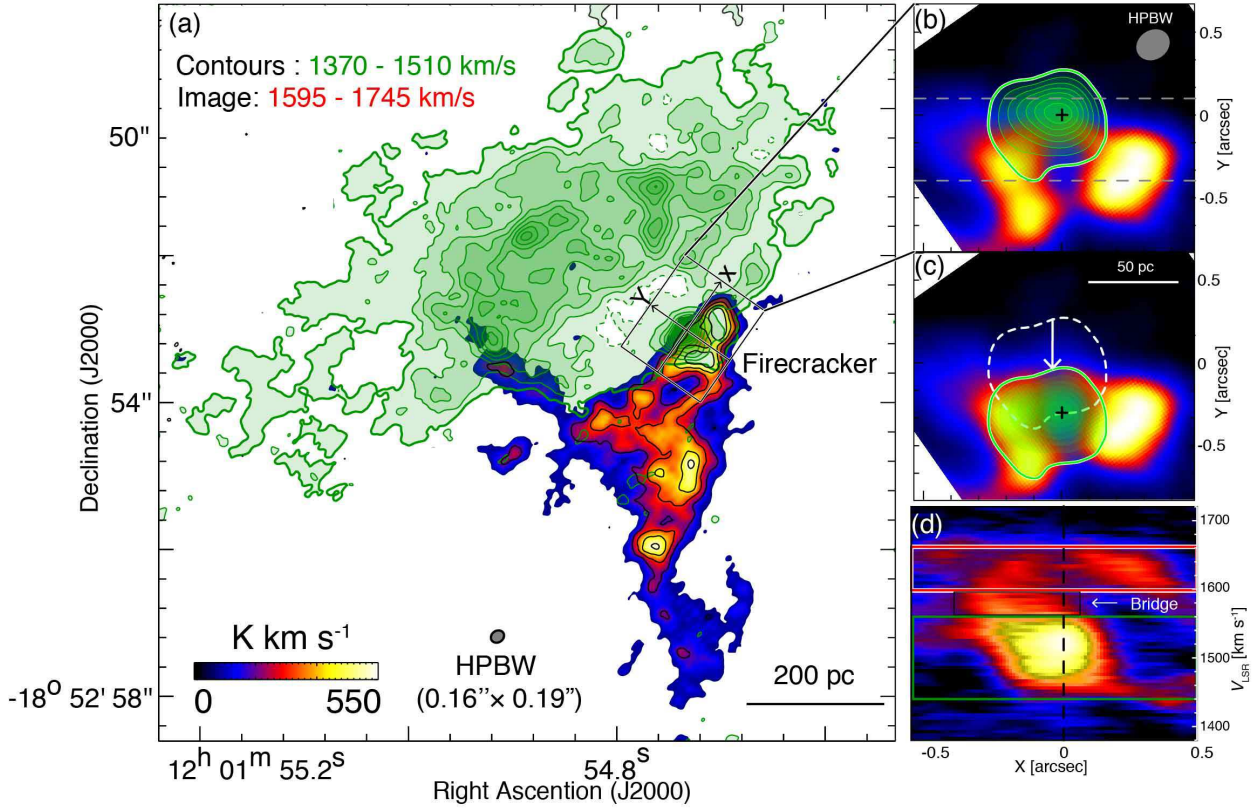 (a)
Contours : 1370 - 1510 km/s
Image: 1595 - 1745 km/s
50"
54"
-18° 52' 58"
Declination (J2000)
X
Y
Firecracker
K km s⁻¹
0 550
HPBW
(0.16"× 0.19")
200 pc
12ʰ 01ᵐ 55.2ˢ
54.8ˢ
Right Ascension (J2000)
(b)
HPBW
0.5
0
-0.5
Y [arcsec]
(c)
50 pc
0.5
0
-0.5
Y [arcsec]
(d)
Bridge
1700
1600
1500
1400
V_LSR [km s⁻¹]
-0.5 0 0.5
X [arcsec]